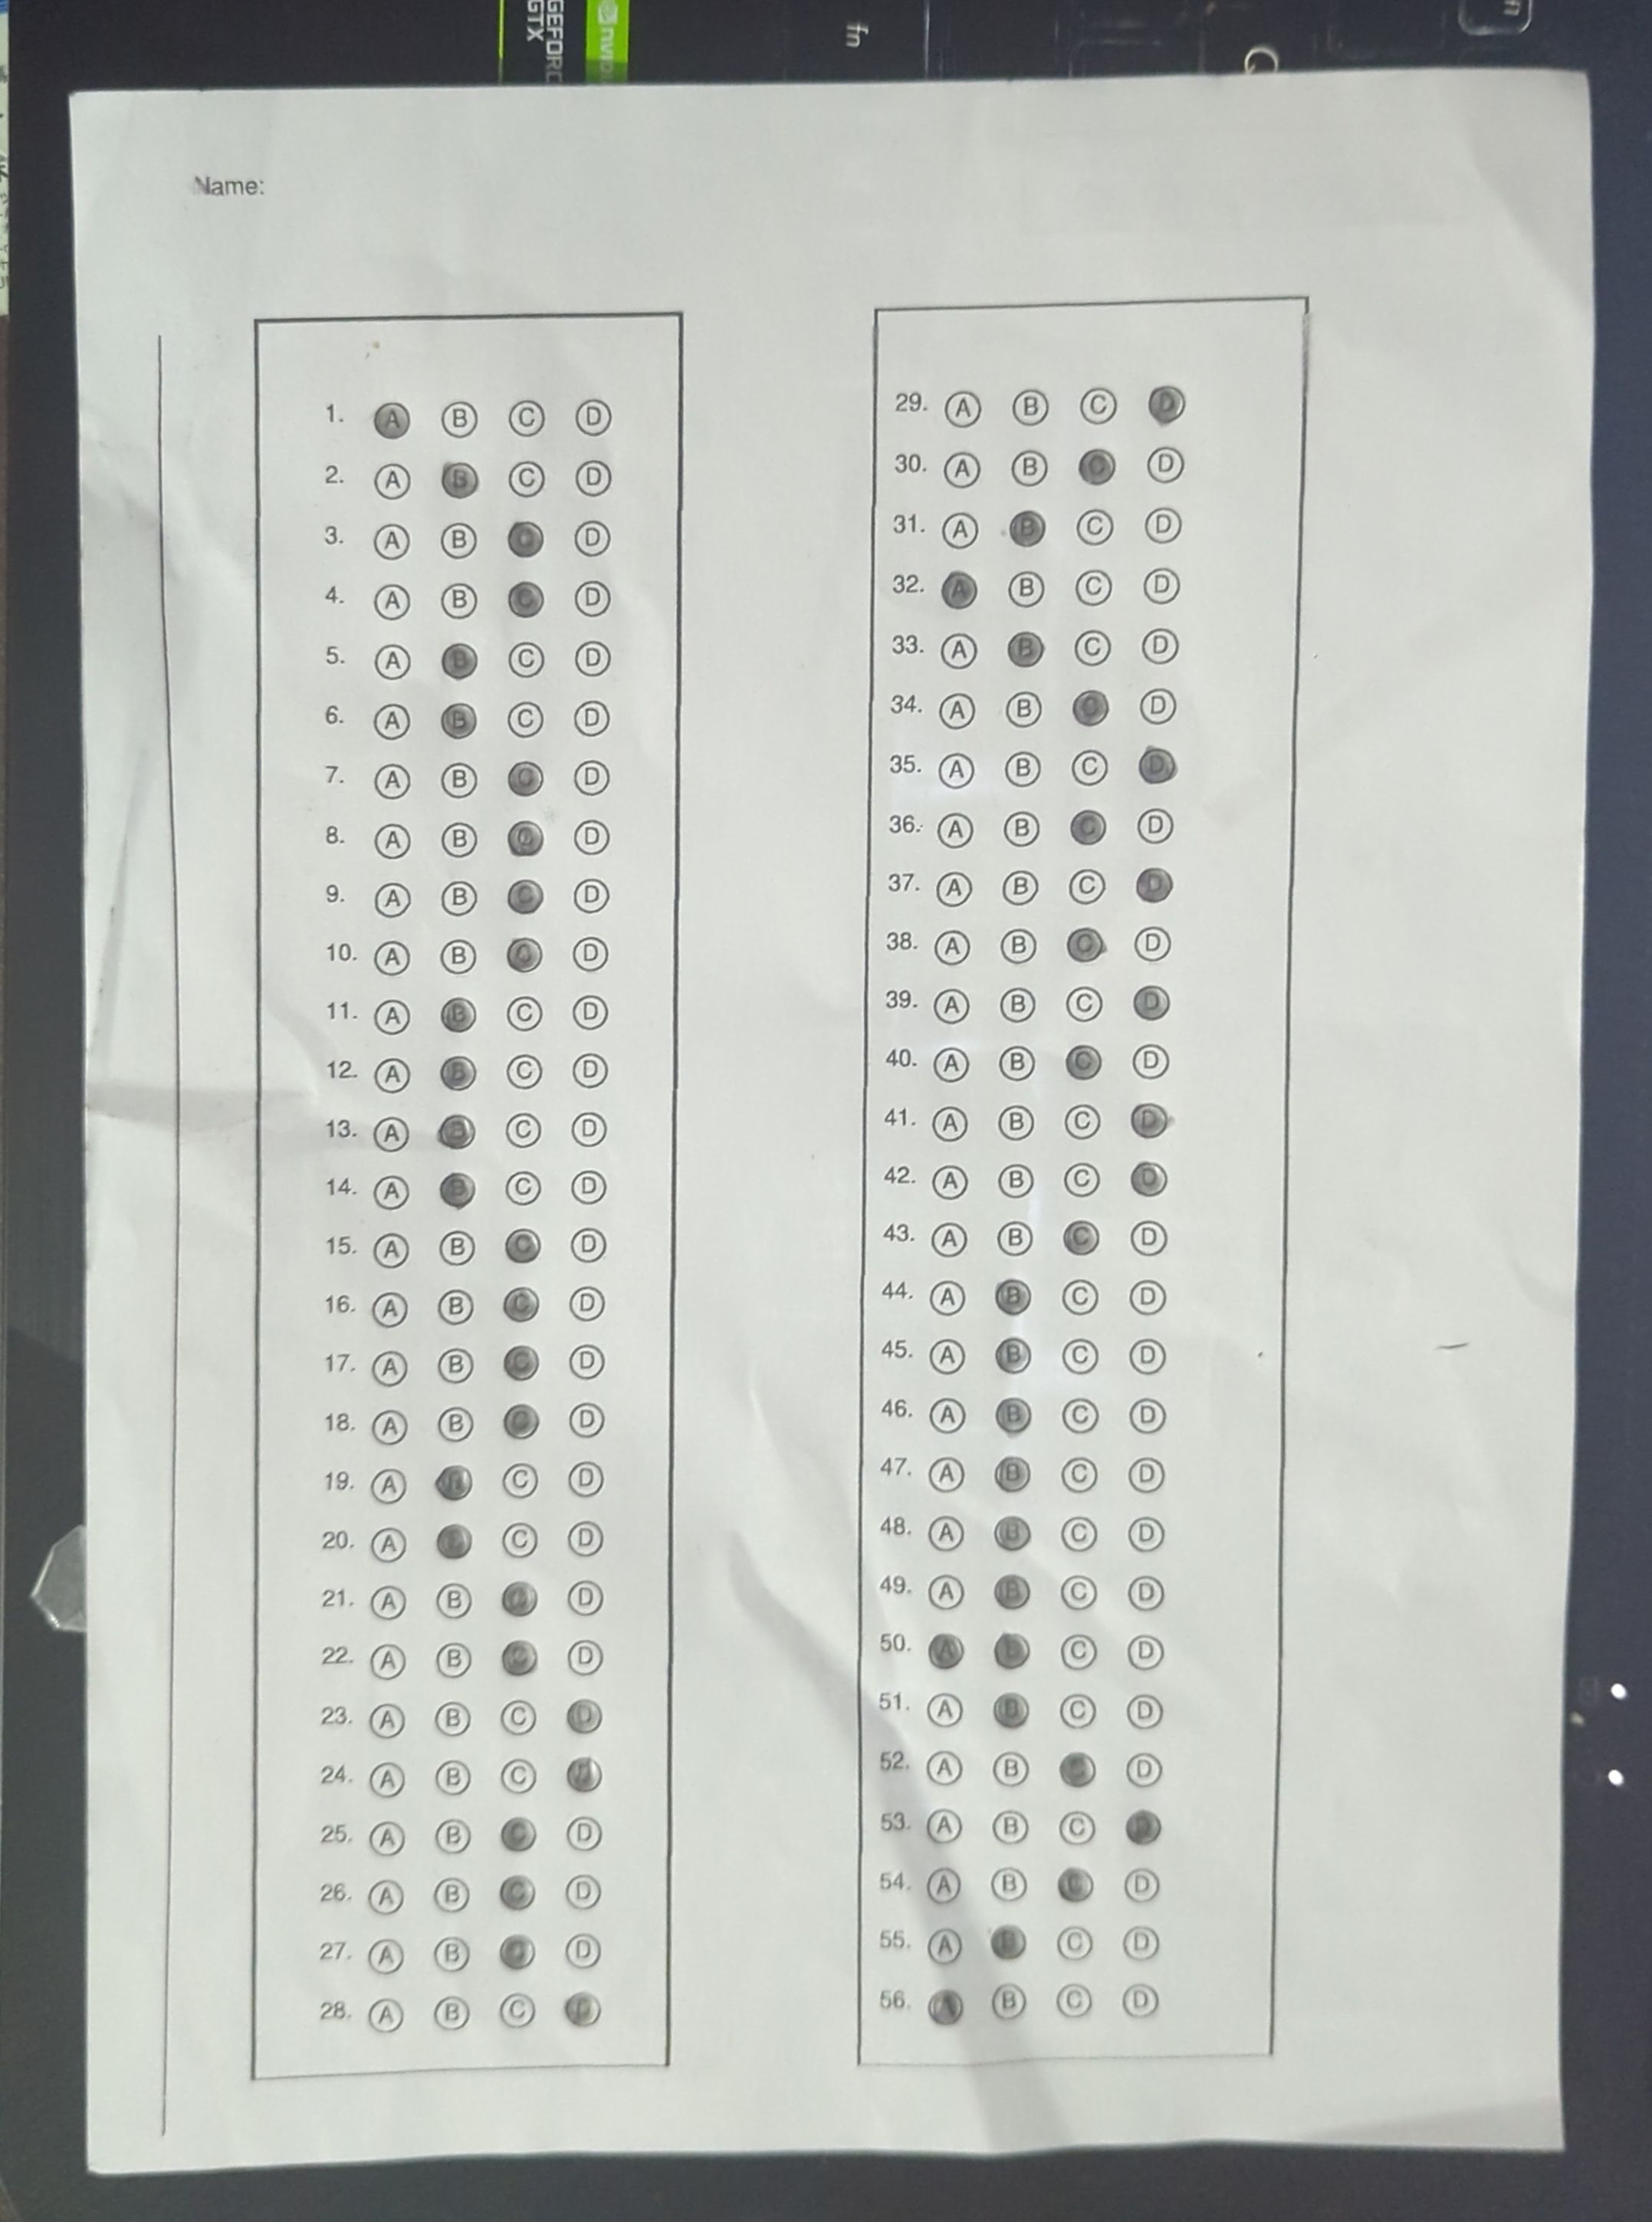 GEFORC
GTX
nVIDI
fn
Name:
1. A B C D
2. A B C D
3. A B C D
4. A B C D
5. A B C D
6. A B C D
7. A B C D
8. A B C D
9. A B C D
10. A B C D
11. A B C D
12. A B C D
13. A B C D
14. A B C D
15. A B C D
16. A B C D
17. A B C D
18. A B C D
19. A B C D
20. A B C D
21. A B C D
22. A B C D
23. A B C D
24. A B C D
25. A B C D
26. A B C D
27. A B C D
28. A B C D
29. A B C D
30. A B C D
31. A B C D
32. A B C D
33. A B C D
34. A B C D
35. A B C D
36. A B C D
37. A B C D
38. A B C D
39. A B C D
40. A B C D
41. A B C D
42. A B C D
43. A B C D
44. A B C D
45. A B C D
46. A B C D
47. A B C D
48. A B C D
49. A B C D
50. A B C D
51. A B C D
52. A B C D
53. A B C D
54. A B C D
55. A B C D
56. A B C D